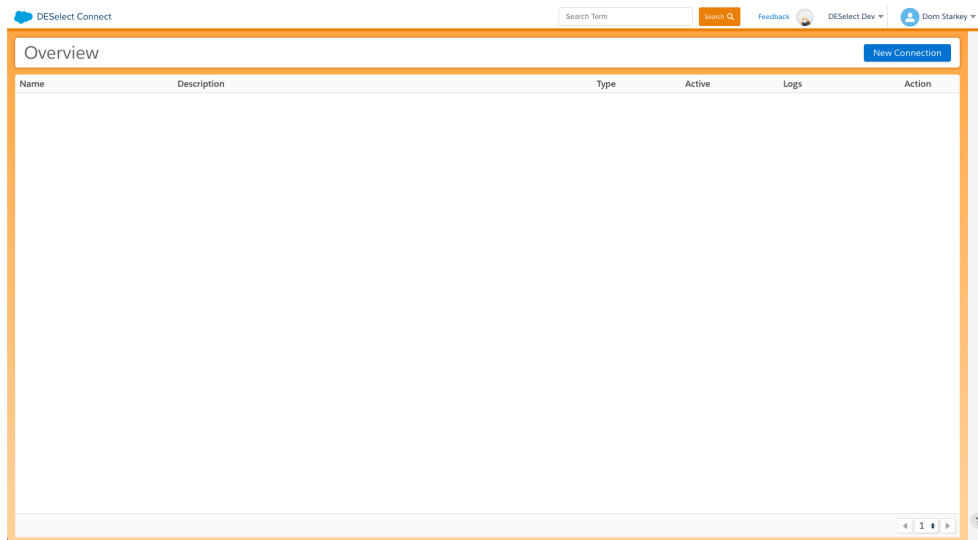 DESelect Connect
Search Term
Search
Feedback
DESelect Dev
Dom Starkey
Overview
New Connection
Name Description Type Active Logs Action
1